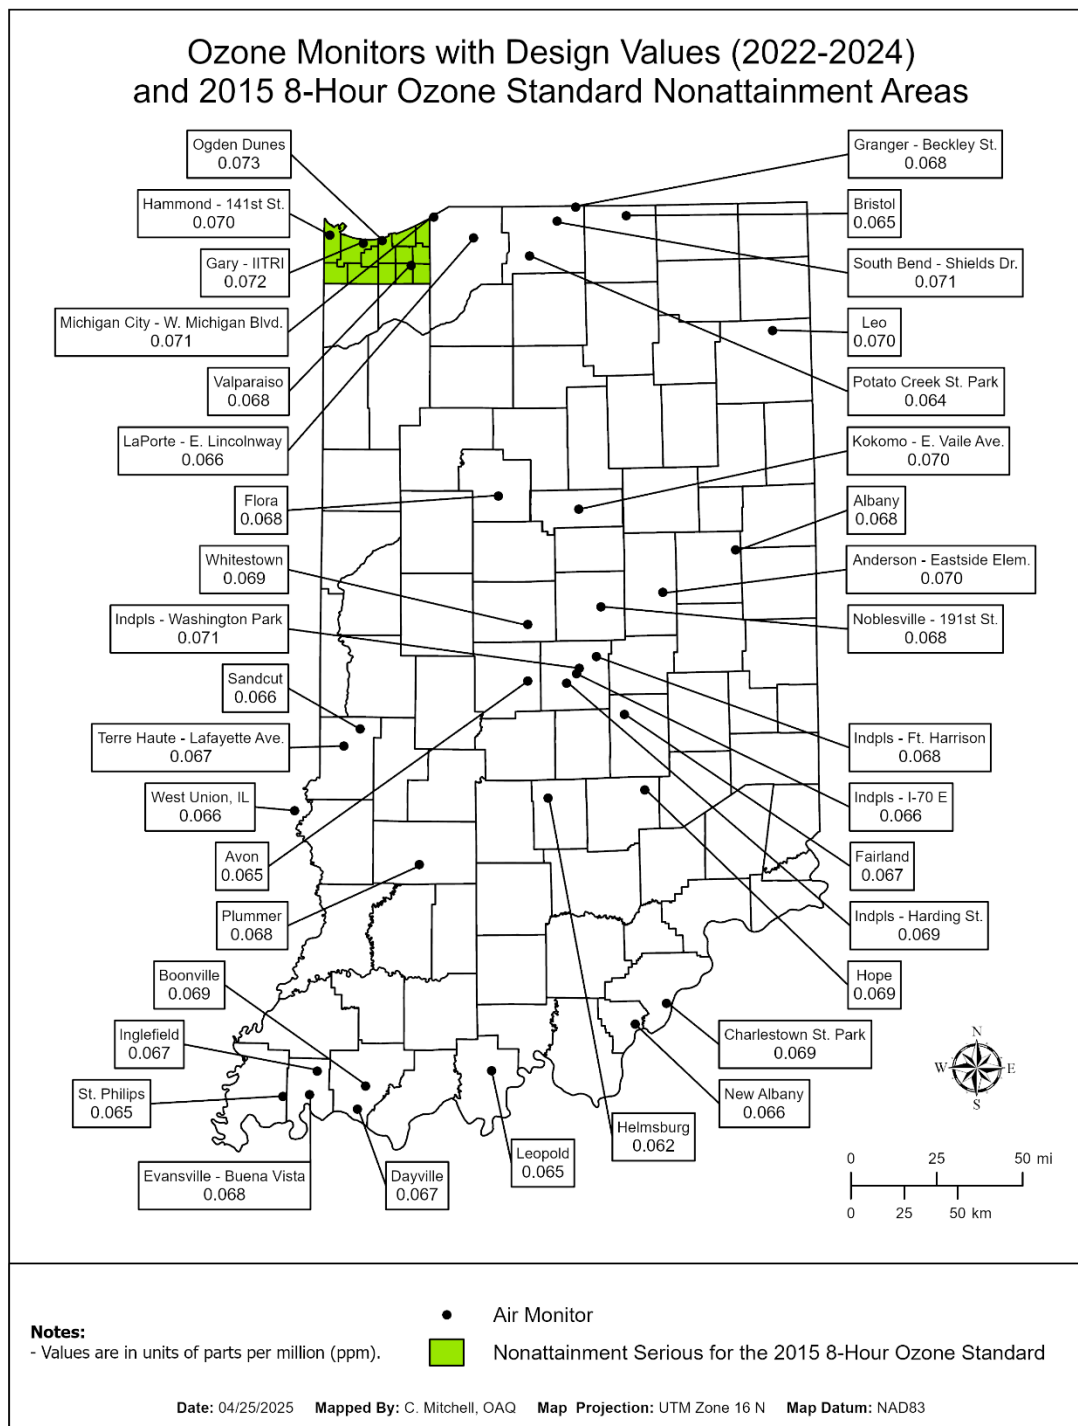 Ozone Monitors with Design Values (2022-2024)
and 2015 8-Hour Ozone Standard Nonattainment Areas
Ogden Dunes
0.073
Hammond - 141st St.
0.070
Gary - IITRI
0.072
Michigan City - W. Michigan Blvd.
0.071
Valparaiso
0.068
LaPorte - E. Lincolnway
0.066
Flora
0.068
Whitestown
0.069
Indpls - Washington Park
0.071
Sandcut
0.066
Terre Haute - Lafayette Ave.
0.067
West Union, IL
0.066
Avon
0.065
Plummer
0.068
Boonville
0.069
Inglefield
0.067
St. Philips
0.065
Evansville - Buena Vista
0.068
Dayville
0.067
Leopold
0.065
Helmsburg
0.062
Granger - Beckley St.
0.068
Bristol
0.065
South Bend - Shields Dr.
0.071
Leo
0.070
Potato Creek St. Park
0.064
Kokomo - E. Vaile Ave.
0.070
Albany
0.068
Anderson - Eastside Elem.
0.070
Noblesville - 191st St.
0.068
Indpls - Ft. Harrison
0.068
Indpls - I-70 E
0.066
Fairland
0.067
Indpls - Harding St.
0.069
Hope
0.069
Charlestown St. Park
0.069
New Albany
0.066
N
W E
S
0 25 50 mi
0 25 50 km
Notes:
- Values are in units of parts per million (ppm).
Air Monitor
Nonattainment Serious for the 2015 8-Hour Ozone Standard
Date: 04/25/2025 Mapped By: C. Mitchell, OAQ Map Projection: UTM Zone 16 N Map Datum: NAD83